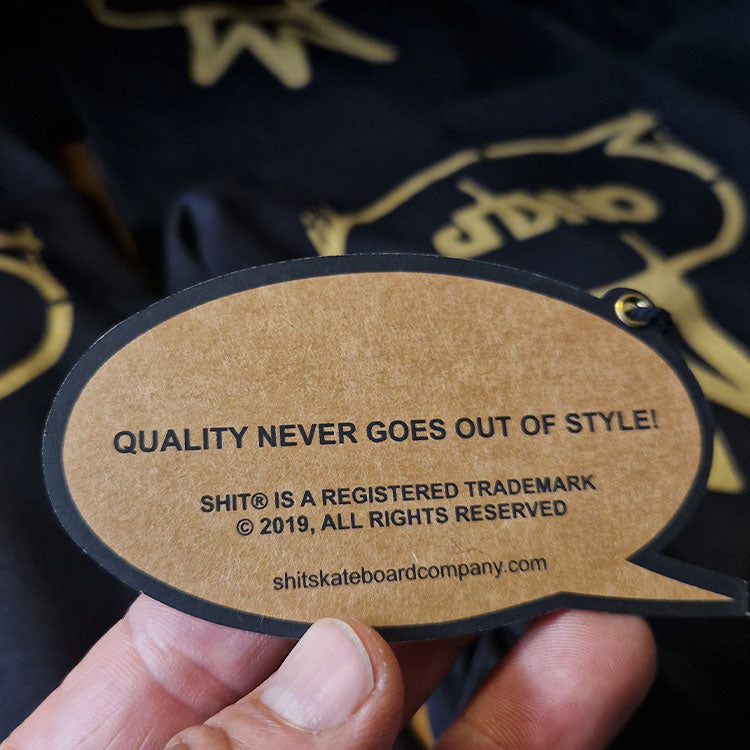 QUALITY NEVER GOES OUT OF STYLE!
SHIT® IS A REGISTERED TRADEMARK
© 2019, ALL RIGHTS RESERVED
shitskateboardcompany.com